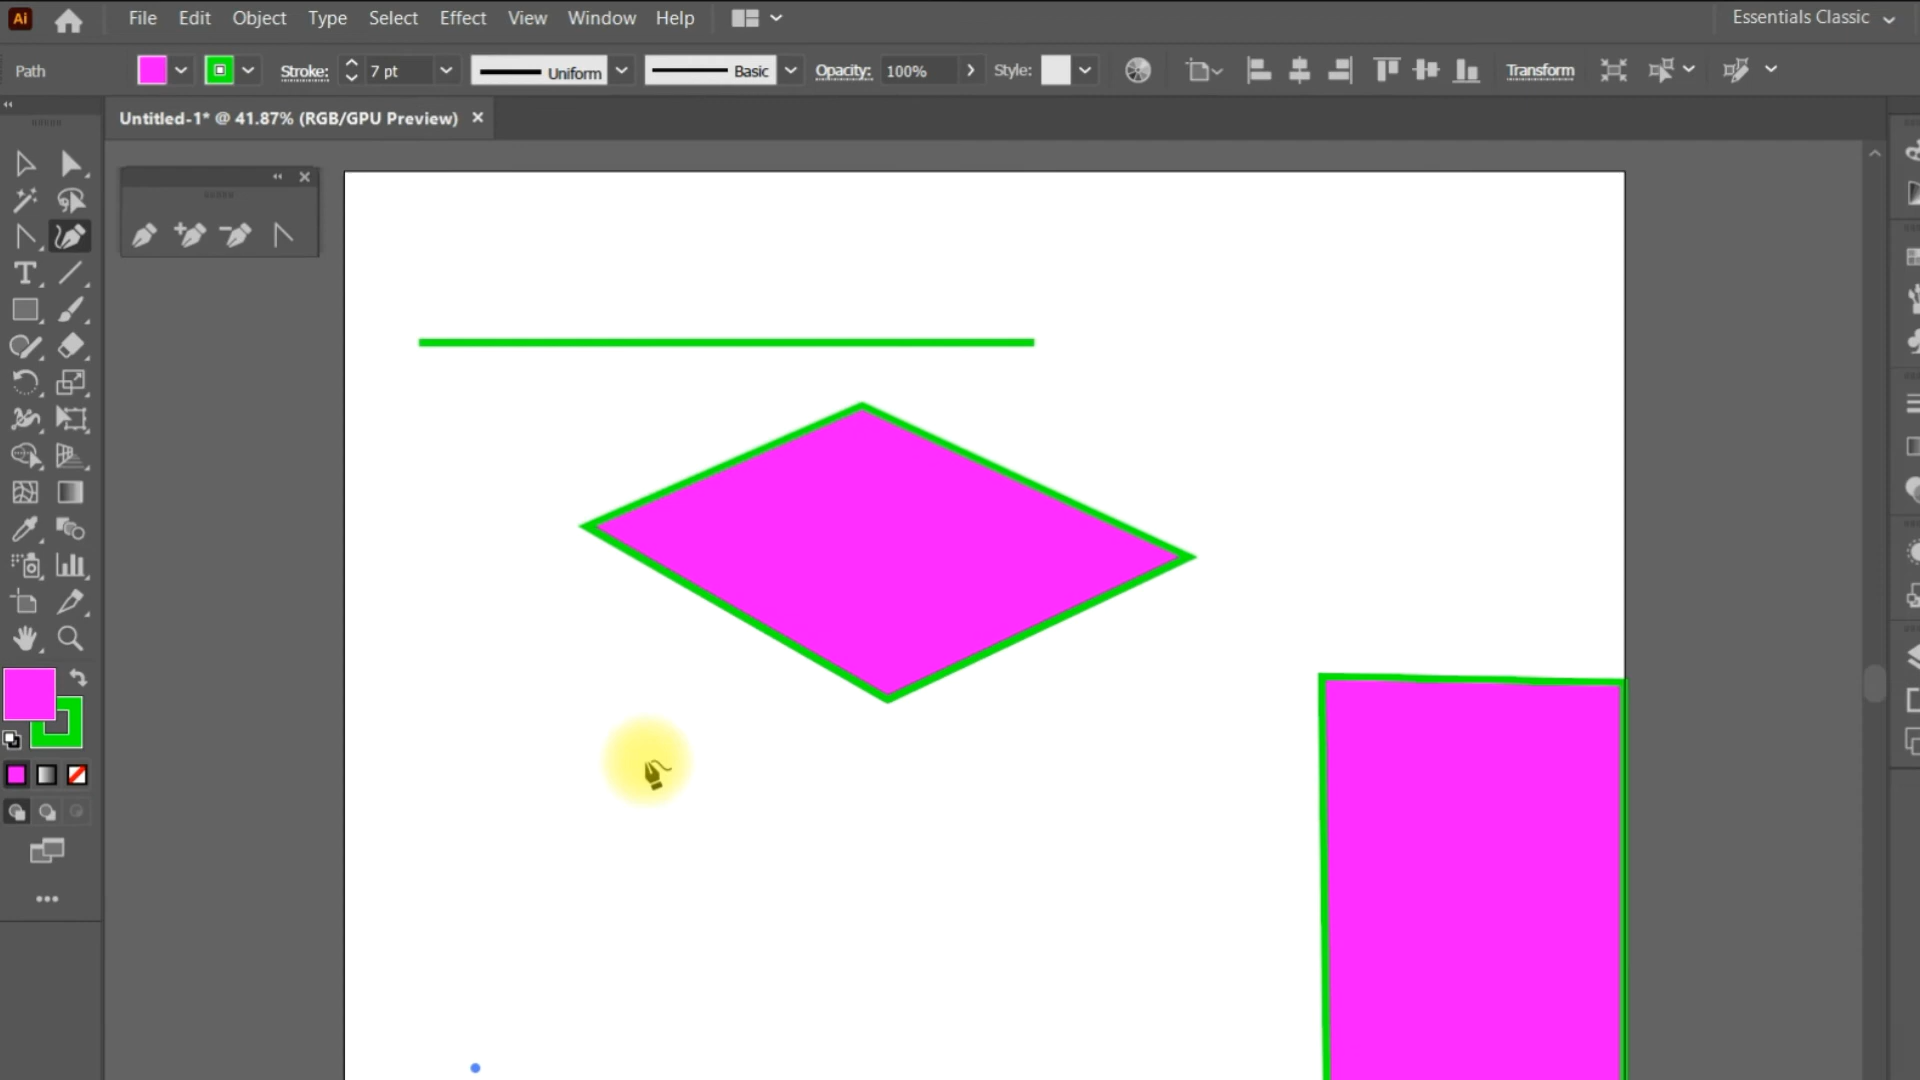 Ai File Edit Object Type Select Effect View Window Help Essentials Classic
Path Stroke: 7 pt Uniform Basic Opacity: 100% Style: Transform
Untitled-1* @ 41.87% (RGB/GPU Preview)